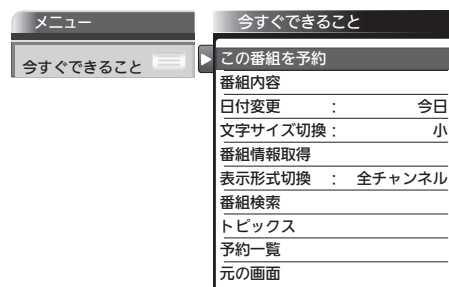 メニュー
今すぐできること
今すぐできること
この番組を予約
番組内容
日付変更 : 今日
文字サイズ切換 : 小
番組情報取得
表示形式切換 : 全チャンネル
番組検索
トピックス
予約一覧
元の画面